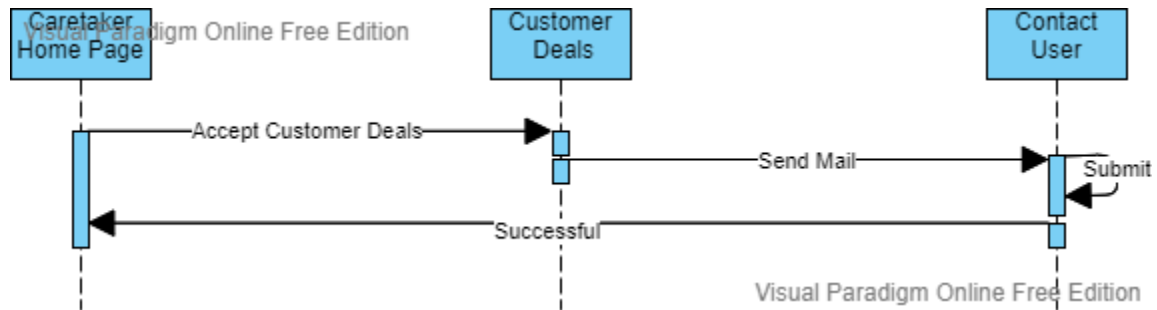 Caretaker
Home Page
Visual Paradigm Online Free Edition
Customer
Deals
Contact
User
Accept Customer Deals
Send Mail
Submit
Successful
Visual Paradigm Online Free Edition